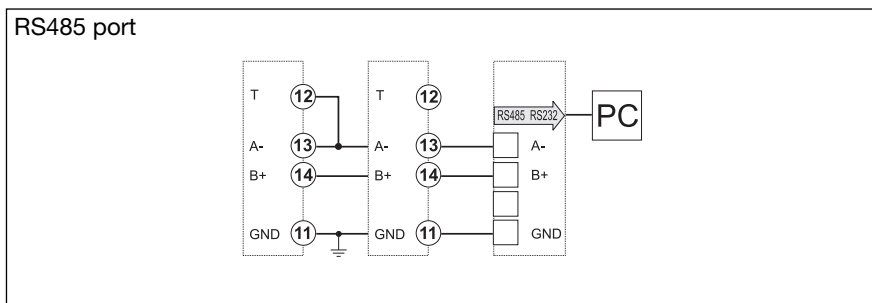 RS485 port
T 12 T 12
RS485 RS232 PC
A- 13 A- 13 A-
B+ 14 B+ 14 B+
GND 11 GND 11 GND